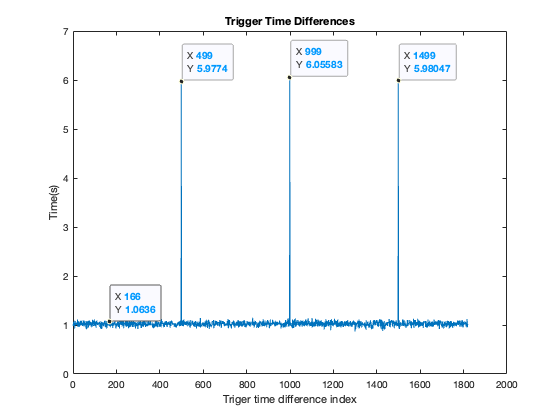 Trigger Time Differences
7
6
5
4
3
2
1
0
Time(s)
X 499
Y 5.9774
X 999
Y 6.05583
X 1499
Y 5.98047
X 166
Y 1.0636
0 200 400 600 800 1000 1200 1400 1600 1800 2000
Triger time difference index